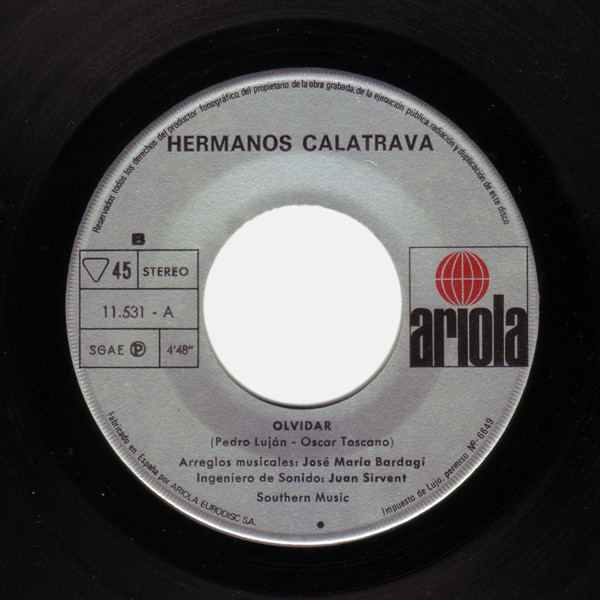 Reservados todos los derechos del productor fonográfico, del propietario de la obra grabada, de la ejecución pública, radiación y duplicación de este disco
HERMANOS CALATRAVA
B
45 STEREO
11.531 - A
SGAE Ⓟ 4'48"
ariola
OLVIDAR
(Pedro Luján - Oscar Toscano)
Arreglos musicales: José María Bardagí
Ingeniero de Sonido: Juan Sirvent
Southern Music
Fabricado en España por ARIOLA EURODISC S.A.
Impuesto de Lujo, permiso Nº-6649